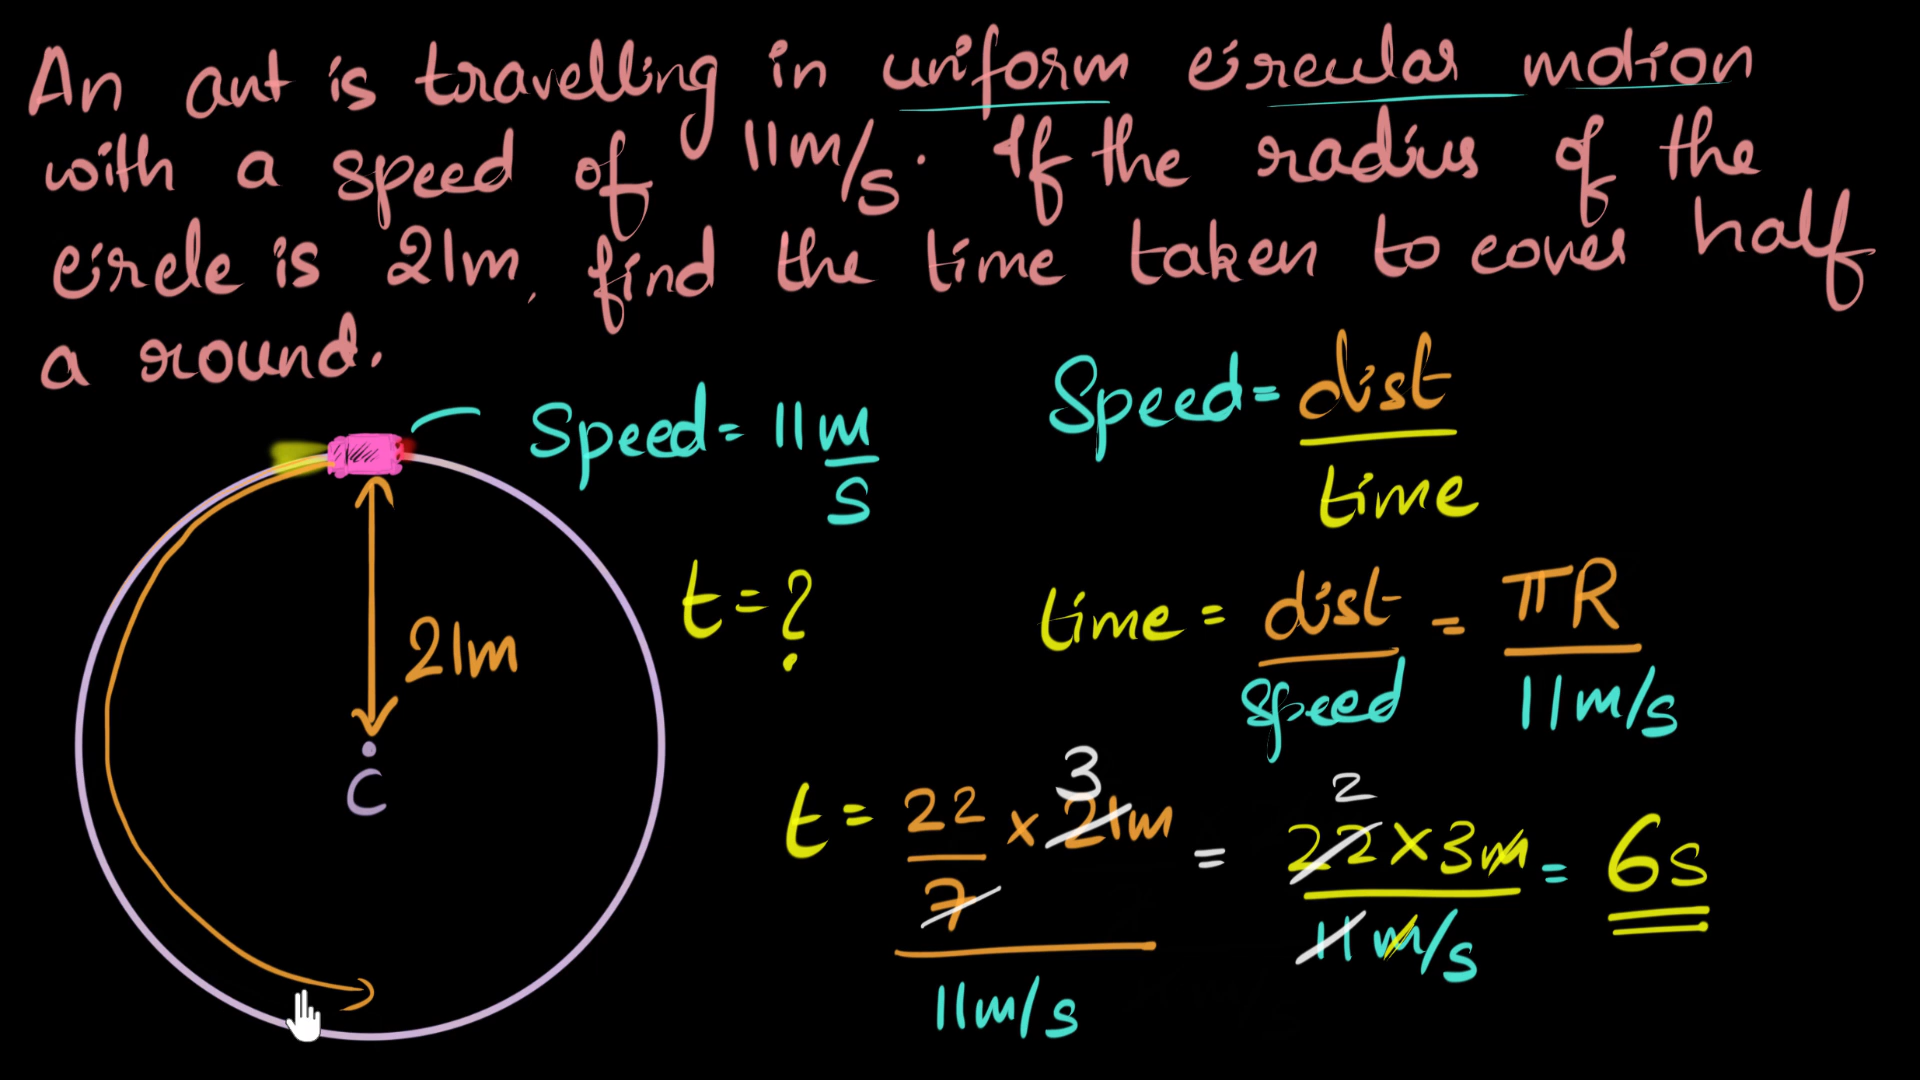 An ant is travelling in uniform circular motion
with a speed of 11m/s. If the radius of the
circle is 21m, find the time taken to cover half
a round.
Speed = 11 m/s
Speed = dist/time
21m
C
t = ?
time = dist/speed = πR/11m/s
t = 22/7 × 21m 3 / 11m/s = 22 2 × 3m / 11 m/s = 6s